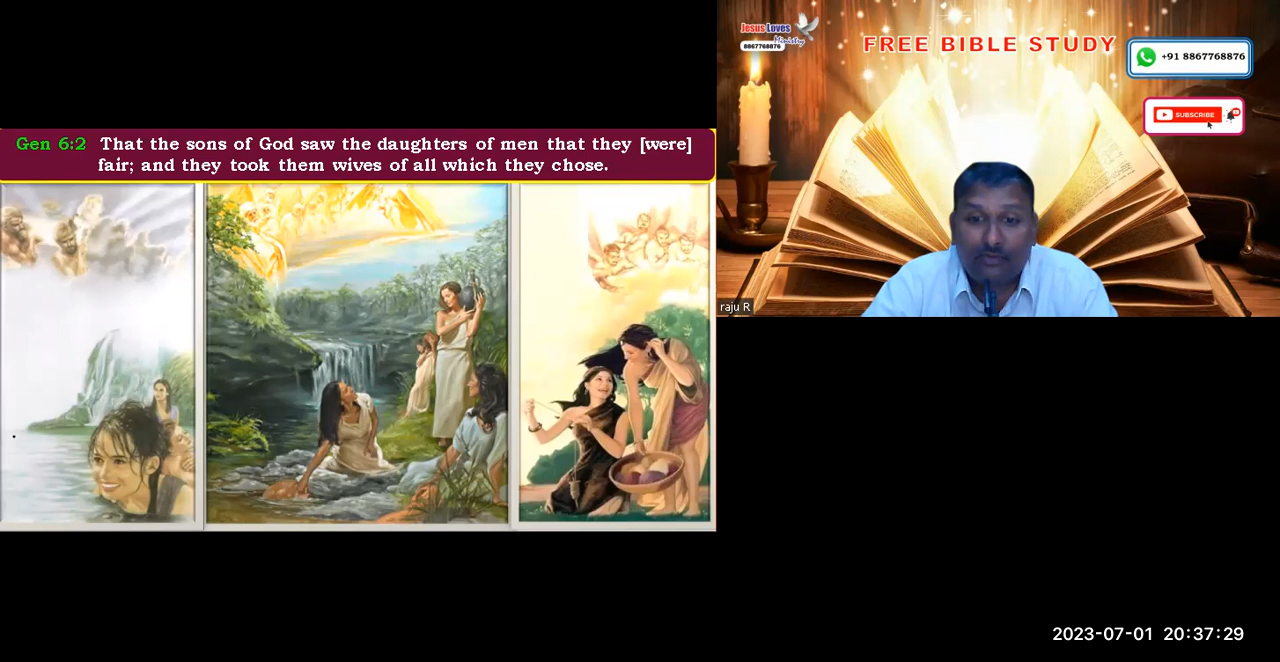 Gen 6:2 That the sons of God saw the daughters of men that they [were]
fair; and they took them wives of all which they chose.
Jesus Loves
Ministry
8867768876
FREE BIBLE STUDY
+91 8867768876
SUBSCRIBE
raju R
2023-07-01 20:37:29